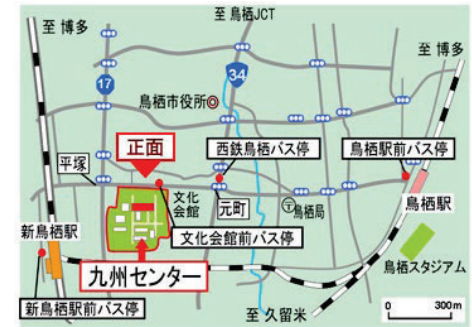 至 鳥栖JCT
至 博多
至 博多
17
34
鳥栖市役所
正面
西鉄鳥栖バス停
鳥栖駅前バス停
平塚
文化
会館
元町
鳥栖局
鳥栖駅
新鳥栖駅
文化会館前バス停
九州センター
鳥栖スタジアム
新鳥栖駅前バス停
至 久留米
0 300m